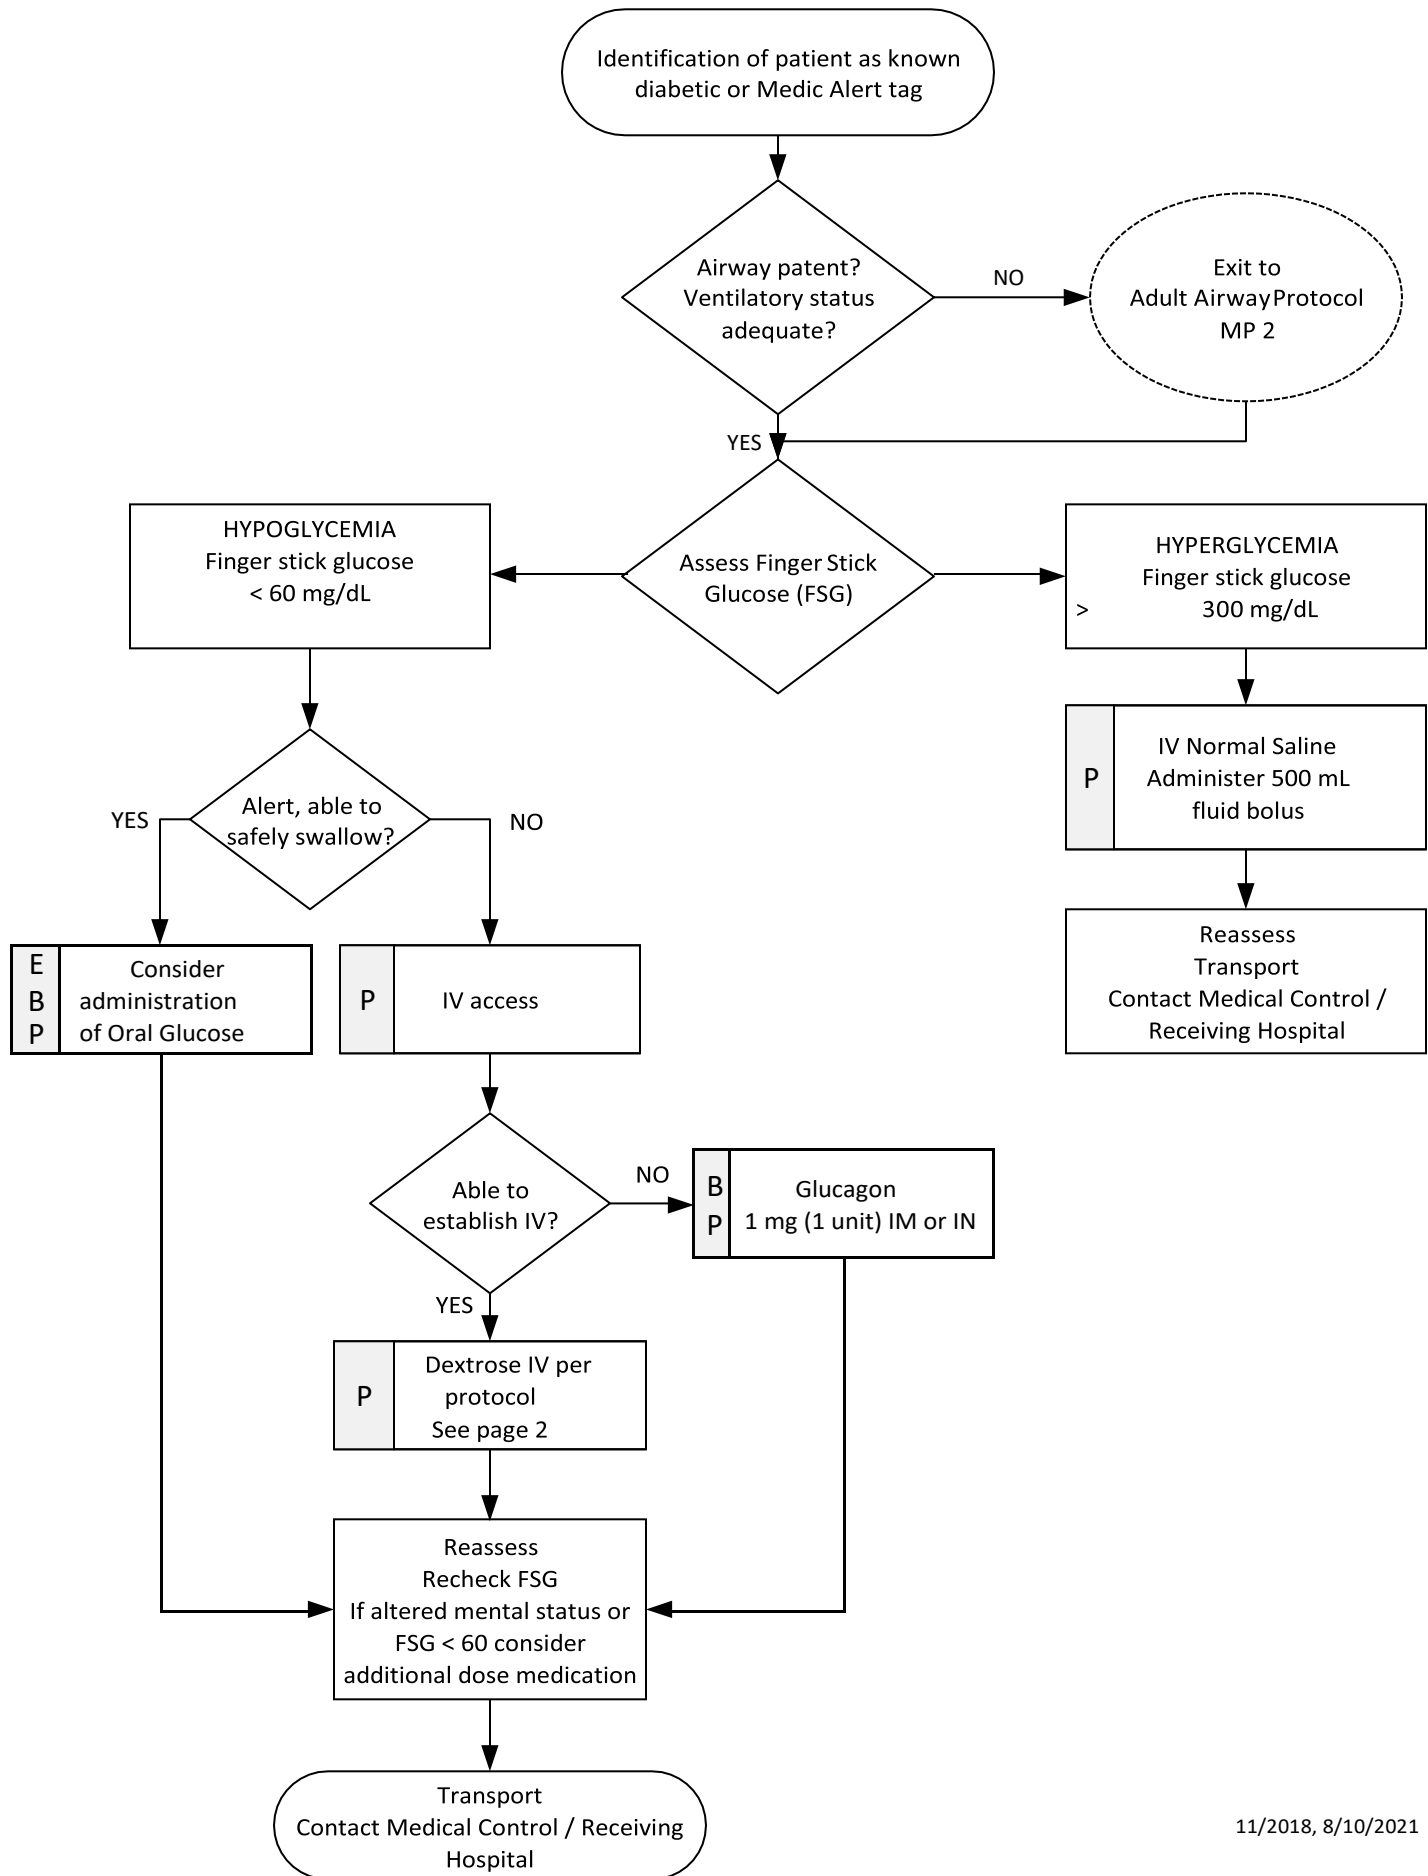 Identification of patient as known
diabetic or Medic Alert tag
Airway patent?
Ventilatory status
adequate?
NO
Exit to
Adult Airway Protocol
MP 2
YES
HYPOGLYCEMIA
Finger stick glucose
< 60 mg/dL
Assess Finger Stick
Glucose (FSG)
HYPERGLYCEMIA
Finger stick glucose
> 300 mg/dL
P
IV Normal Saline
Administer 500 mL
fluid bolus
YES
Alert, able to
safely swallow?
NO
Reassess
Transport
Contact Medical Control /
Receiving Hospital
E
B
P
Consider
administration
of Oral Glucose
P
IV access
Able to
establish IV?
NO
B
P
Glucagon
1 mg (1 unit) IM or IN
YES
P
Dextrose IV per
protocol
See page 2
Reassess
Recheck FSG
If altered mental status or
FSG < 60 consider
additional dose medication
Transport
Contact Medical Control / Receiving
Hospital
11/2018, 8/10/2021